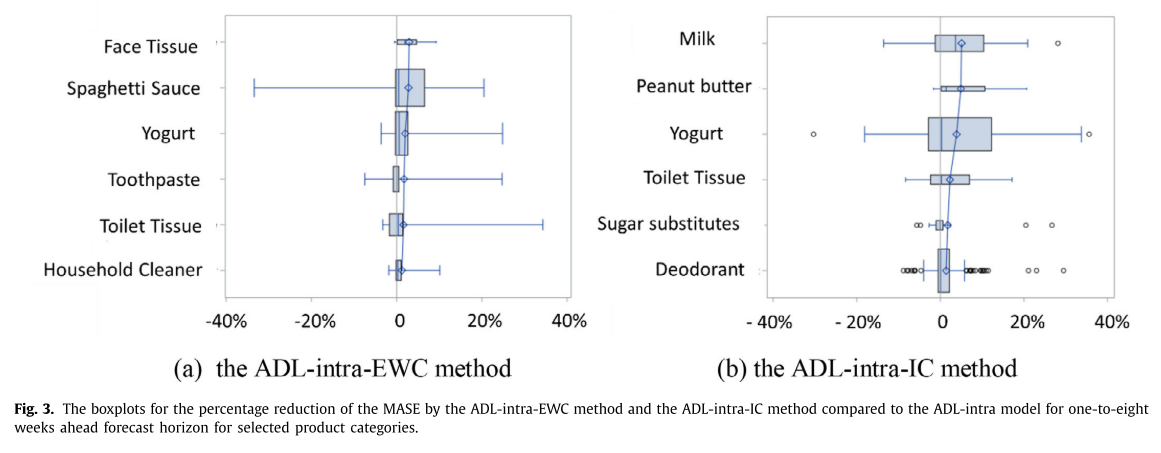 Face Tissue
Spaghetti Sauce
Yogurt
Toothpaste
Toilet Tissue
Household Cleaner
-40%
-20%
0
20%
40%
(a) the ADL-intra-EWC method
Milk
Peanut butter
Yogurt
Toilet Tissue
Sugar substitutes
Deodorant
- 40%
- 20%
0
20%
40%
(b) the ADL-intra-IC method
Fig. 3. The boxplots for the percentage reduction of the MASE by the ADL-intra-EWC method and the ADL-intra-IC method compared to the ADL-intra model for one-to-eight
weeks ahead forecast horizon for selected product categories.